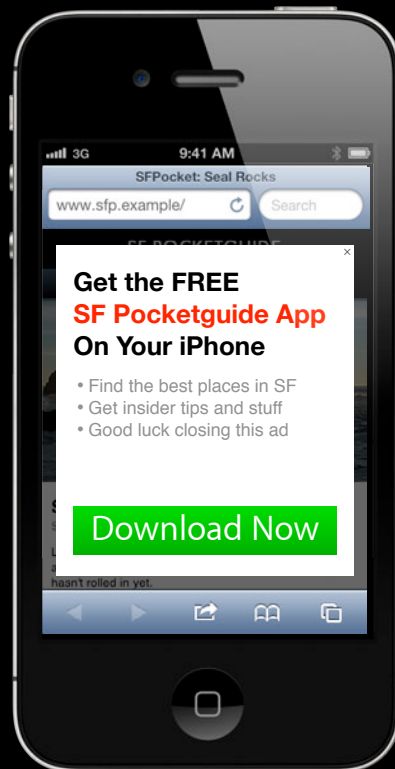 3G 9:41 AM
SFPocket: Seal Rocks
www.sfp.example/ Search
SF POCKETGUIDE
×
Get the FREE
SF Pocketguide App
On Your iPhone
• Find the best places in SF
• Get insider tips and stuff
• Good luck closing this ad
Download Now
hasn't rolled in yet.